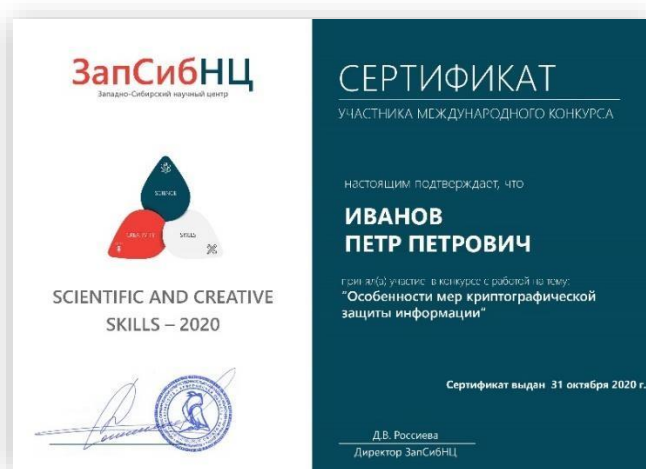 ЗапСибНЦ
Западно-Сибирский научный центр
SCIENCE
CREATIVE
SKILLS
SCIENTIFIC AND CREATIVE
SKILLS – 2020
СЕРТИФИКАТ
УЧАСТНИКА МЕЖДУНАРОДНОГО КОНКУРСА
настоящим подтверждает, что
ИВАНОВ
ПЕТР ПЕТРОВИЧ
принял(а) участие в конкурсе с работой на тему:
"Особенности мер криптографической
защиты информации"
Сертификат выдан 31 октября 2020 г.
Д.В. Россиева
Директор ЗапСибНЦ